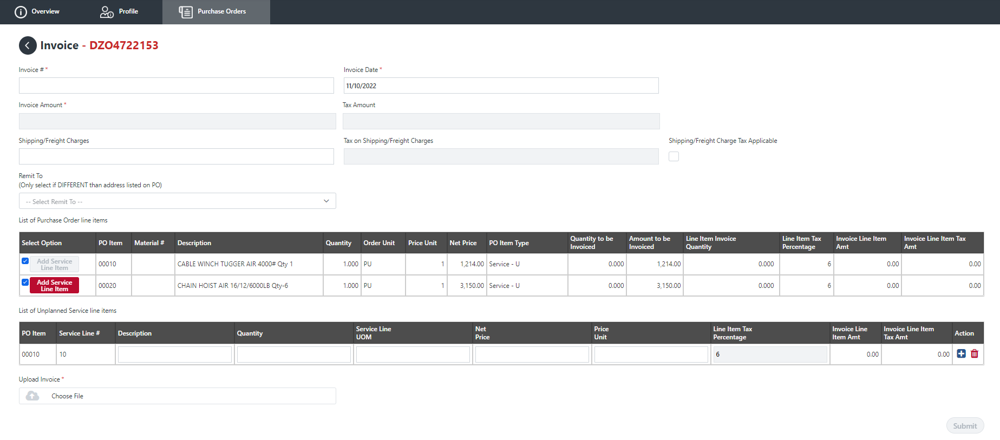 Overview Profile Purchase Orders
Invoice - DZO4722153
Invoice # * Invoice Date *
11/10/2022
Invoice Amount * Tax Amount
Shipping/Freight Charges Tax on Shipping/Freight Charges Shipping/Freight Charge Tax Applicable
Remit To
(Only select if DIFFERENT than address listed on PO)
-- Select Remit To --
List of Purchase Order line items
Select Option PO Item Material # Description Quantity Order Unit Price Unit Net Price PO Item Type Quantity to be Invoiced Amount to be Invoiced Line Item Invoice Quantity Line Item Tax Percentage Invoice Line Item Amt Invoice Line Item Tax Amt
Add Service Line Item 00010 CABLE WINCH TUGGER AIR 4000# Qty 1 1.000 PU 1 1,214.00 Service - U 0.000 1,214.00 0.000 6 0.00 0.00
Add Service Line Item 00020 CHAIN HOIST AIR 16/12/6000LB Qty-6 1.000 PU 1 3,150.00 Service - U 0.000 3,150.00 0.000 6 0.00 0.00
List of Unplanned Service line items
PO Item Service Line # Description Quantity Service Line UOM Net Price Price Unit Line Item Tax Percentage Invoice Line Item Amt Invoice Line Item Tax Amt Action
00010 10 6 0.00 0.00
Upload Invoice *
Choose File
Submit